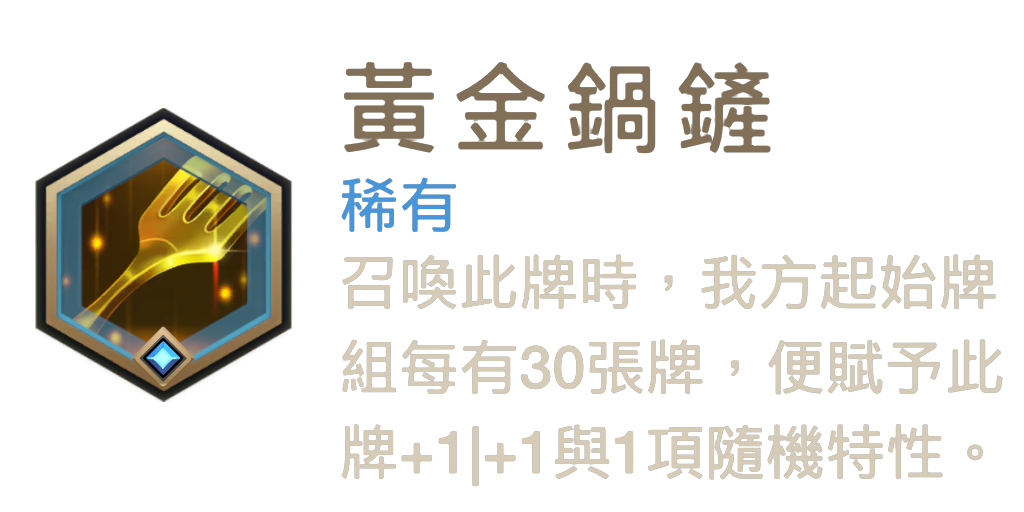 黃金鍋鏟
稀有
召喚此牌時，我方起始牌
組每有30張牌，便賦予此
牌+1|+1與1項隨機特性。